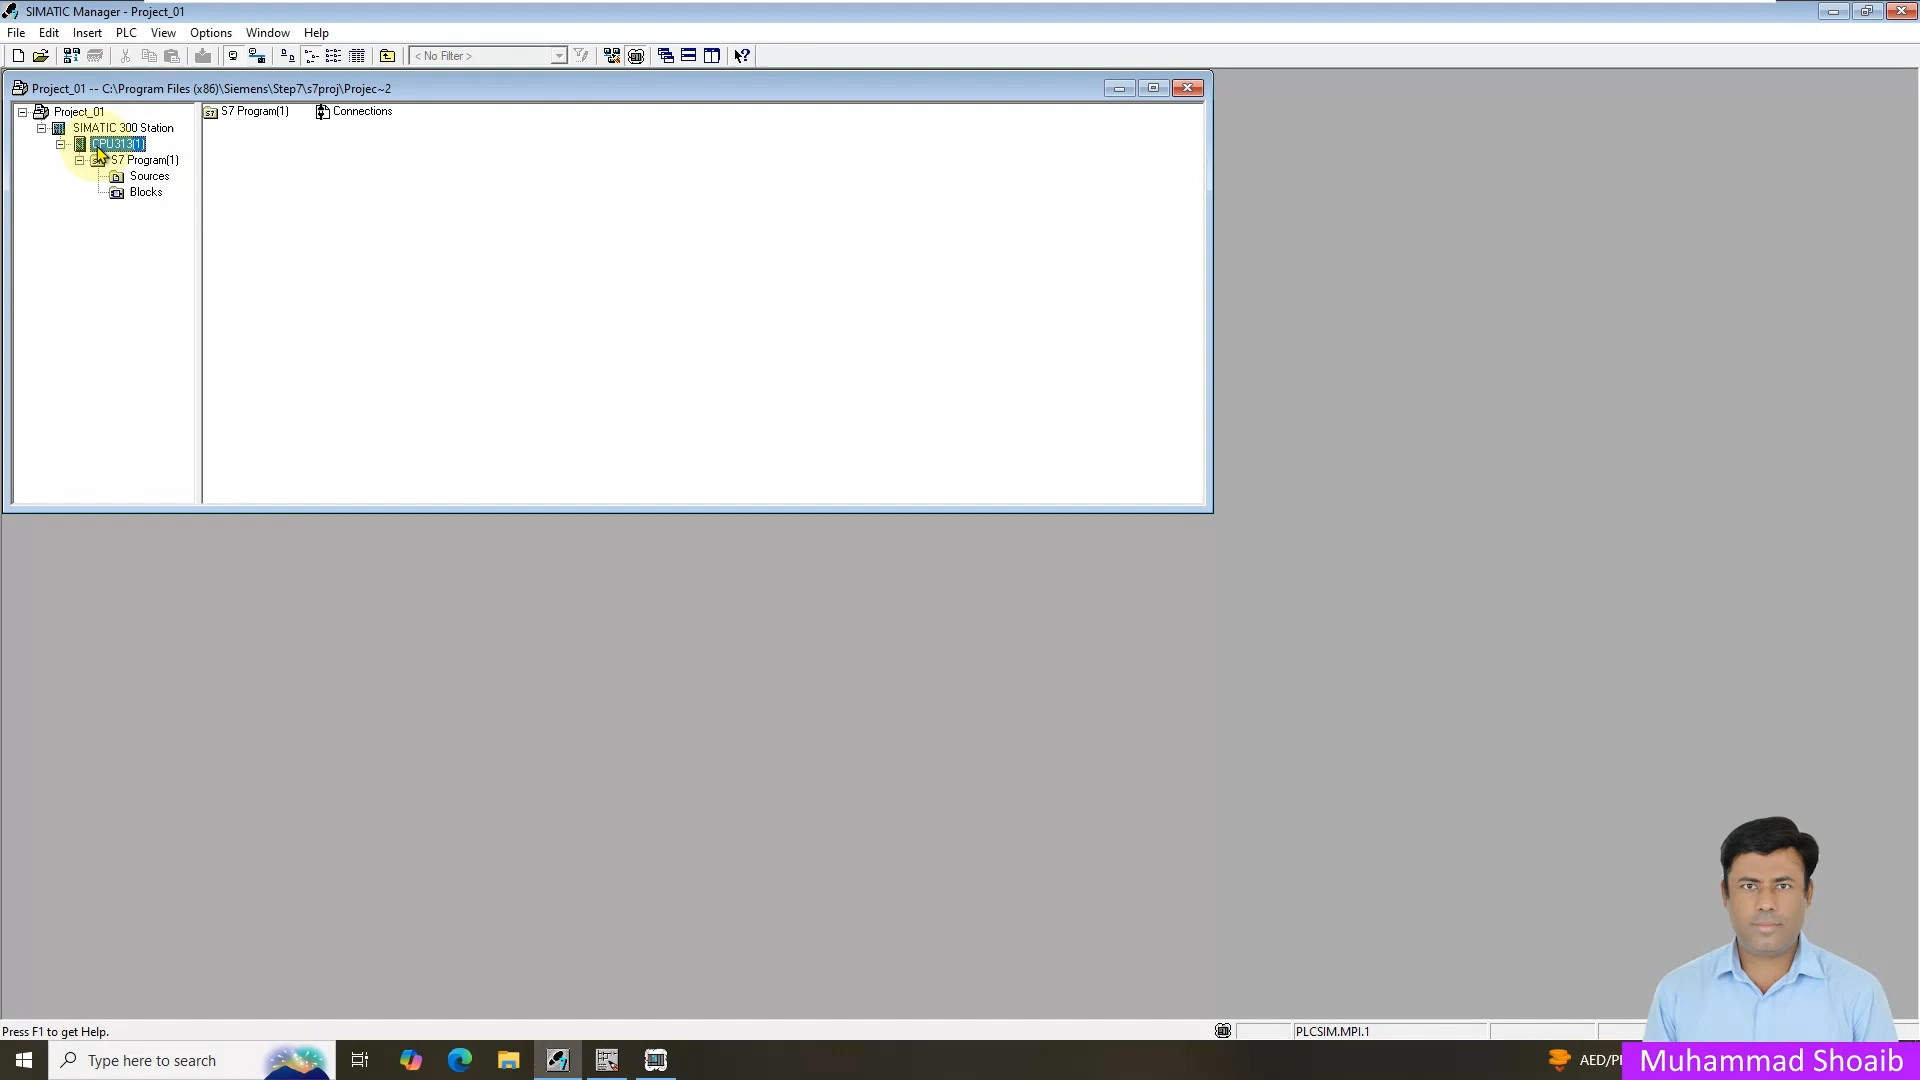 SIMATIC Manager - Project_01
File Edit Insert PLC View Options Window Help
< No Filter >
Project_01 -- C:\Program Files (x86)\Siemens\Step7\s7proj\Projec~2
Project_01
SIMATIC 300 Station
CPU313(1)
S7 Program(1)
Sources
Blocks
S7 Program(1) Connections
Press F1 to get Help.
PLCSIM.MPI.1
Type here to search
Muhammad Shoaib